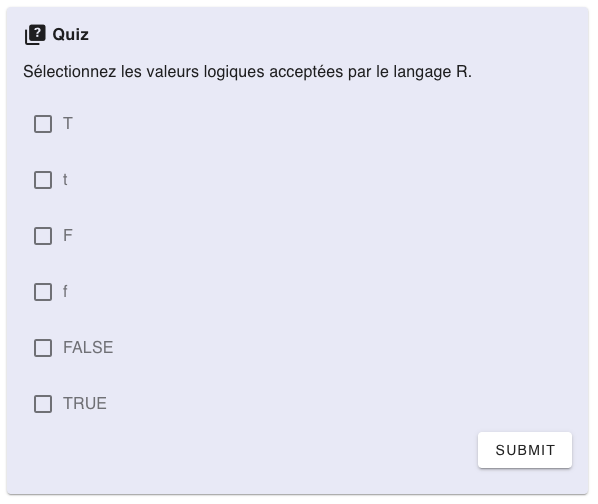 Quiz
Sélectionnez les valeurs logiques acceptées par le langage R.
T
t
F
f
FALSE
TRUE
SUBMIT